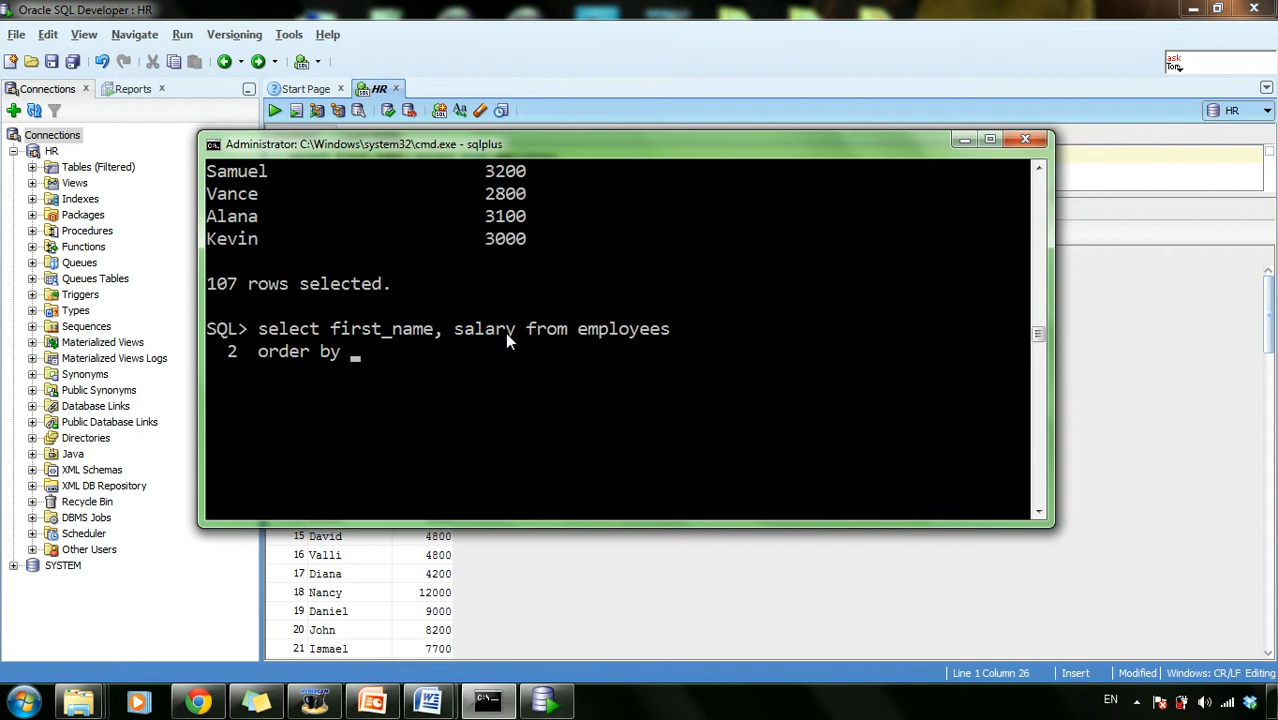 Oracle SQL Developer : HR
File Edit View Navigate Run Versioning Tools Help
ask
Tom
Connections Reports Start Page HR
HR
Connections
HR
Tables (Filtered)
Views
Indexes
Packages
Procedures
Functions
Queues
Queues Tables
Triggers
Types
Sequences
Materialized Views
Materialized Views Logs
Synonyms
Public Synonyms
Database Links
Public Database Links
Directories
Java
XML Schemas
XML DB Repository
Recycle Bin
DBMS Jobs
Scheduler
Other Users
SYSTEM
Administrator: C:\Windows\system32\cmd.exe - sqlplus
Samuel 3200
Vance 2800
Alana 3100
Kevin 3000
107 rows selected.
SQL> select first_name, salary from employees
2 order by _
15 David 4800
16 Valli 4800
17 Diana 4200
18 Nancy 12000
19 Daniel 9000
20 John 8200
21 Ismael 7700
Line 1 Column 26 Insert Modified Windows: CR/LF Editing
EN 7:00 PM